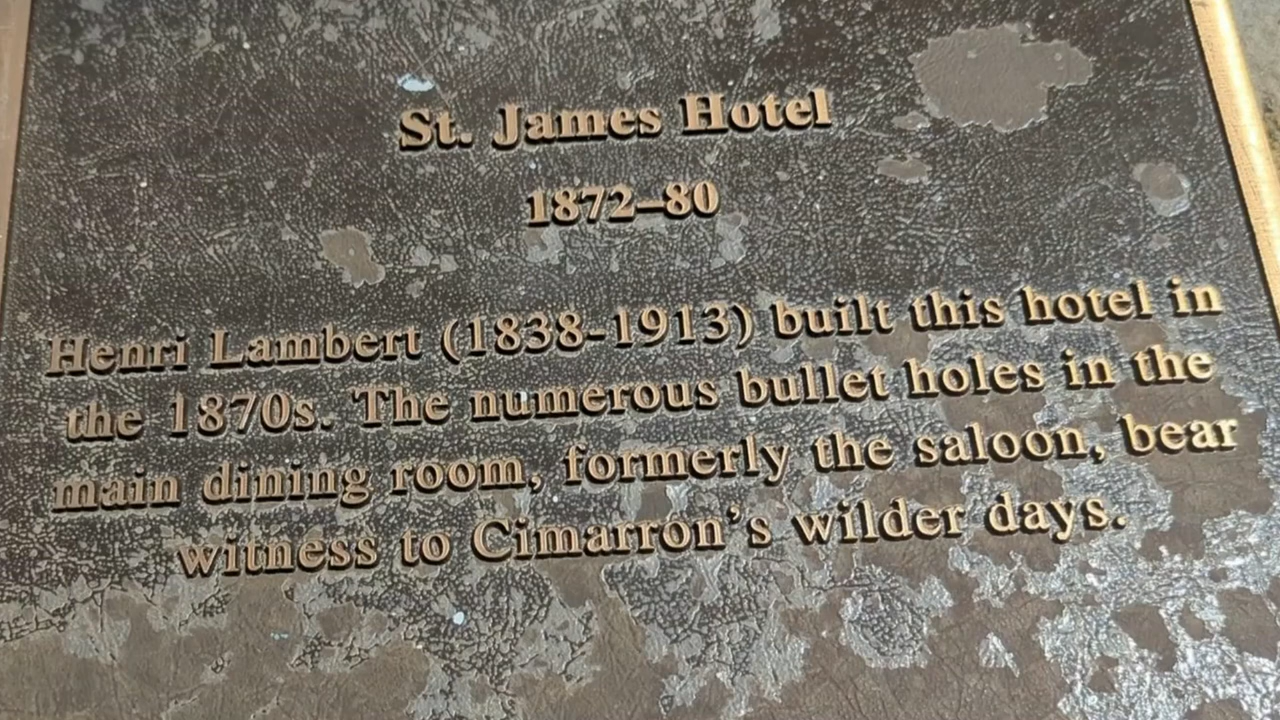 St. James Hotel
1872–80
Henri Lambert (1838-1913) built this hotel in
the 1870s. The numerous bullet holes in the
main dining room, formerly the saloon, bear
witness to Cimarron's wilder days.